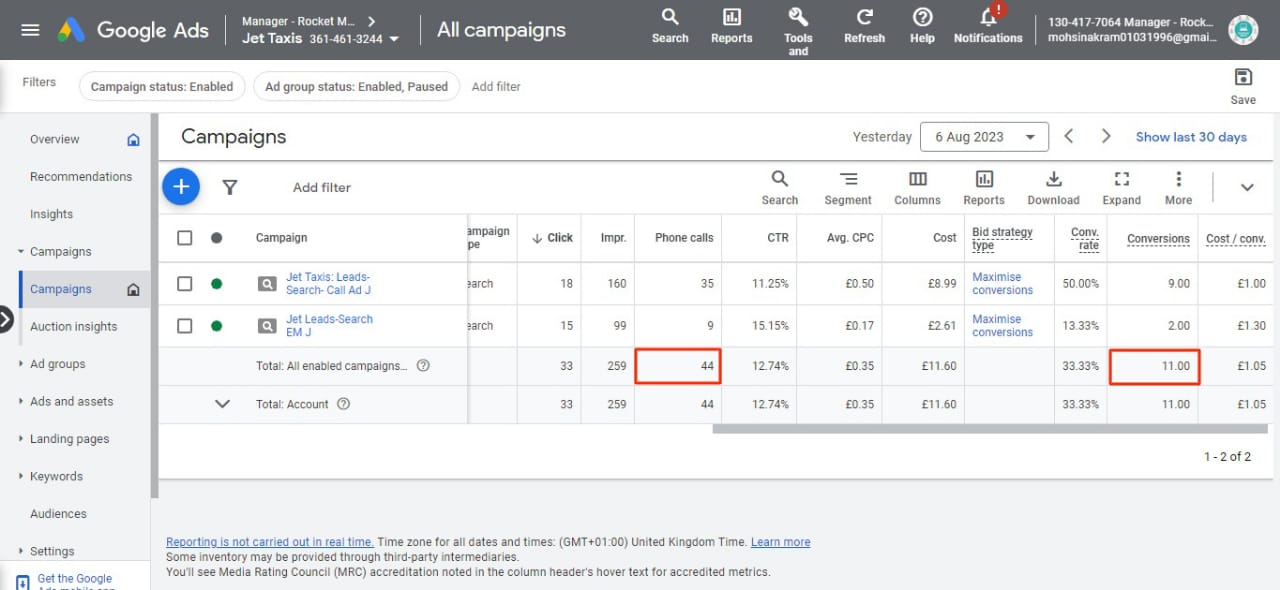 Google Ads
Manager - Rocket M...
Jet Taxis 361-461-3244
All campaigns
Search
Reports
Tools and
Refresh
Help
!
Notifications
130-417-7064 Manager - Rock...
mohsinakram01031996@gmai...
Filters
Campaign status: Enabled
Ad group status: Enabled, Paused
Add filter
Save
Overview
Recommendations
Insights
Campaigns
Campaigns
Auction insights
Ad groups
Ads and assets
Landing pages
Keywords
Audiences
Settings
Get the Google
Campaigns
Yesterday
6 Aug 2023
Show last 30 days
Add filter
Search
Segment
Columns
Reports
Download
Expand
More
Campaign ampaign pe Click Impr. Phone calls CTR Avg. CPC Cost Bid strategy type Conv. rate Conversions Cost / conv.
Jet Taxis: Leads-Search- Call Ad J earch 18 160 35 11.25% £0.50 £8.99 Maximise conversions 50.00% 9.00 £1.00
Jet Leads-Search EM J earch 15 99 9 15.15% £0.17 £2.61 Maximise conversions 13.33% 2.00 £1.30
Total: All enabled campaigns... 33 259 44 12.74% £0.35 £11.60 33.33% 11.00 £1.05
Total: Account 33 259 44 12.74% £0.35 £11.60 33.33% 11.00 £1.05
1 - 2 of 2
Reporting is not carried out in real time. Time zone for all dates and times: (GMT+01:00) United Kingdom Time. Learn more
Some inventory may be provided through third-party intermediaries.
You'll see Media Rating Council (MRC) accreditation noted in the column header's hover text for accredited metrics.